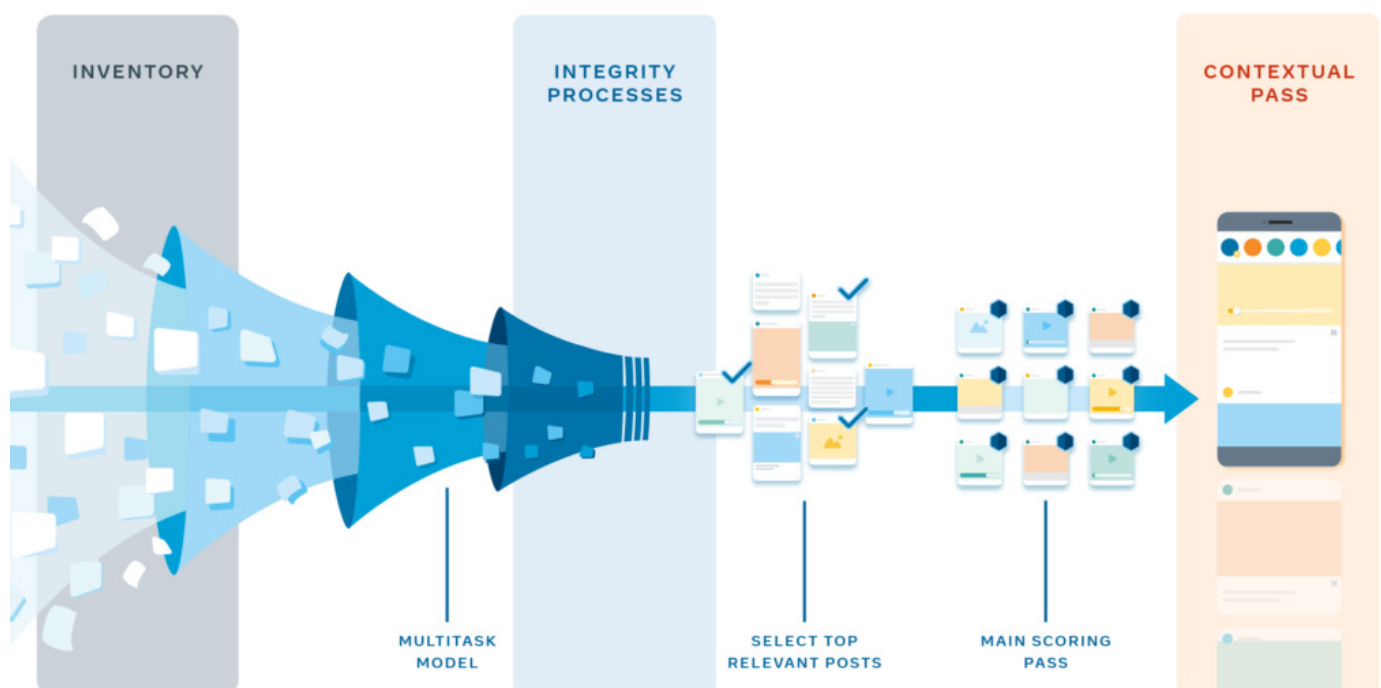 INVENTORY
INTEGRITY
PROCESSES
CONTEXTUAL
PASS
MULTITASK
MODEL
SELECT TOP
RELEVANT POSTS
MAIN SCORING
PASS